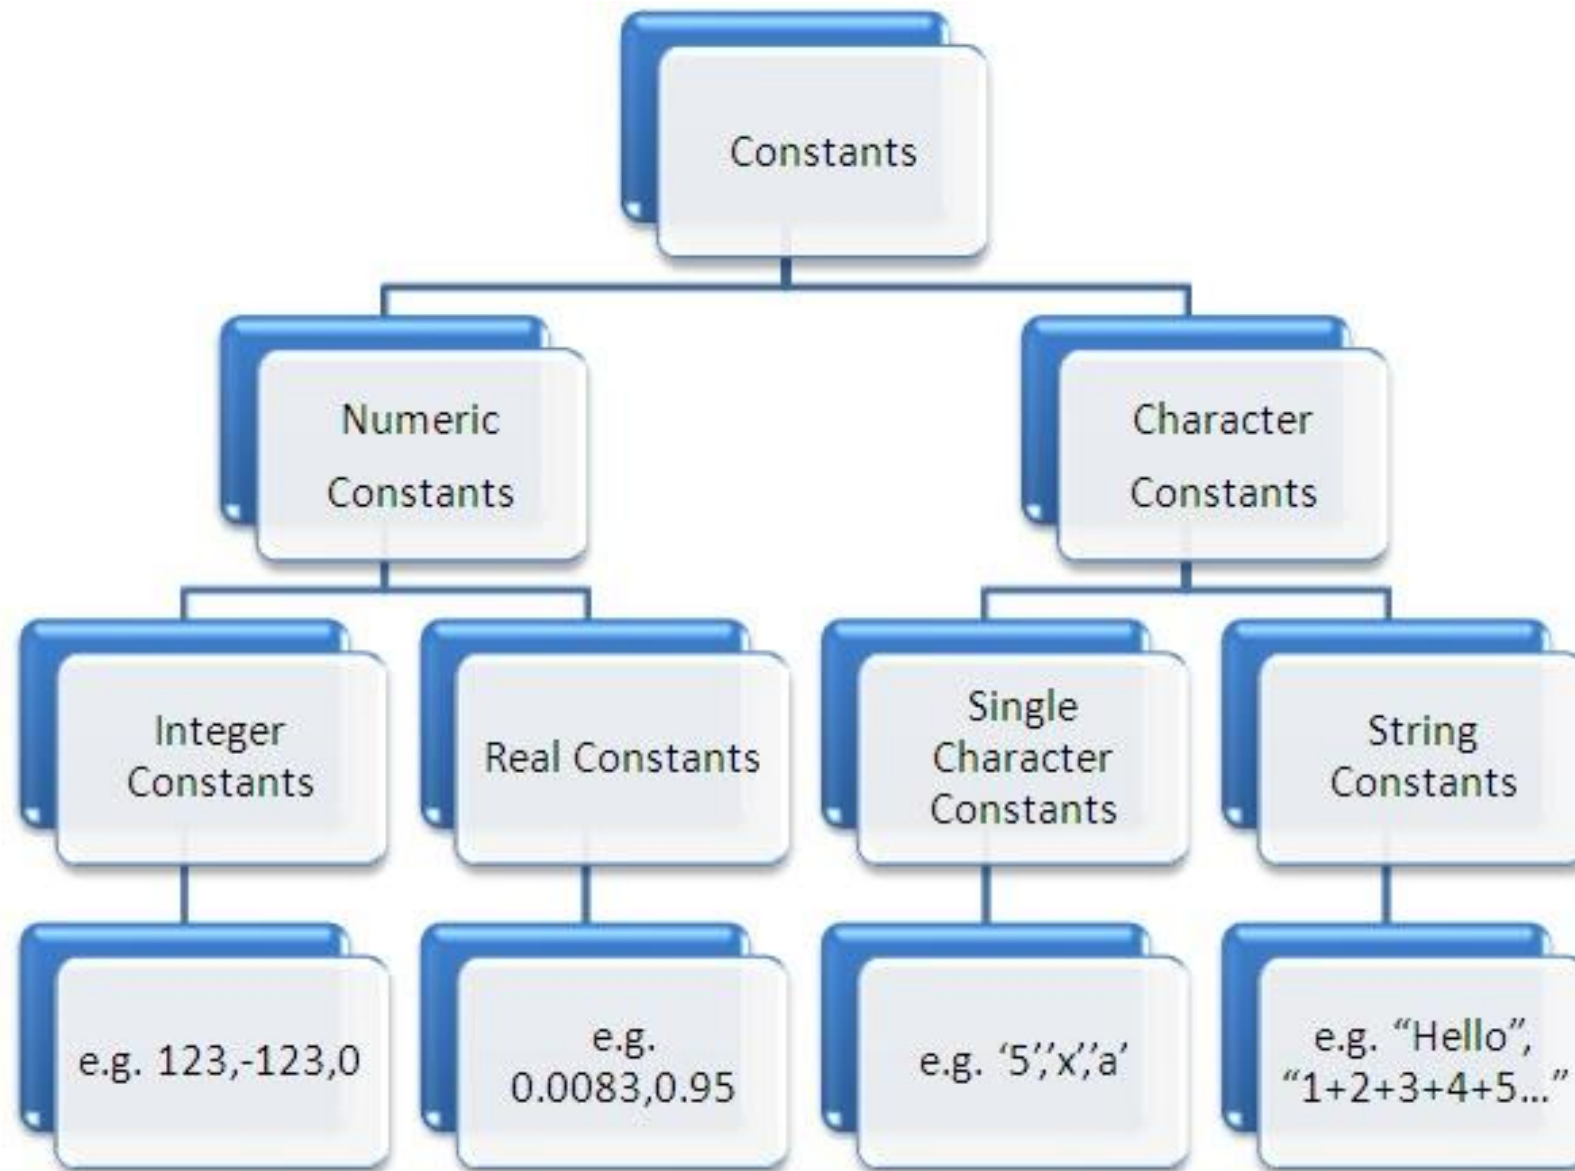 Constants
Numeric
Constants
Character
Constants
Integer
Constants
Real Constants
Single
Character
Constants
String
Constants
e.g. 123,-123,0
e.g.
0.0083,0.95
e.g. ‘5’,’x’,’a’
e.g. “Hello”,
“1+2+3+4+5...”